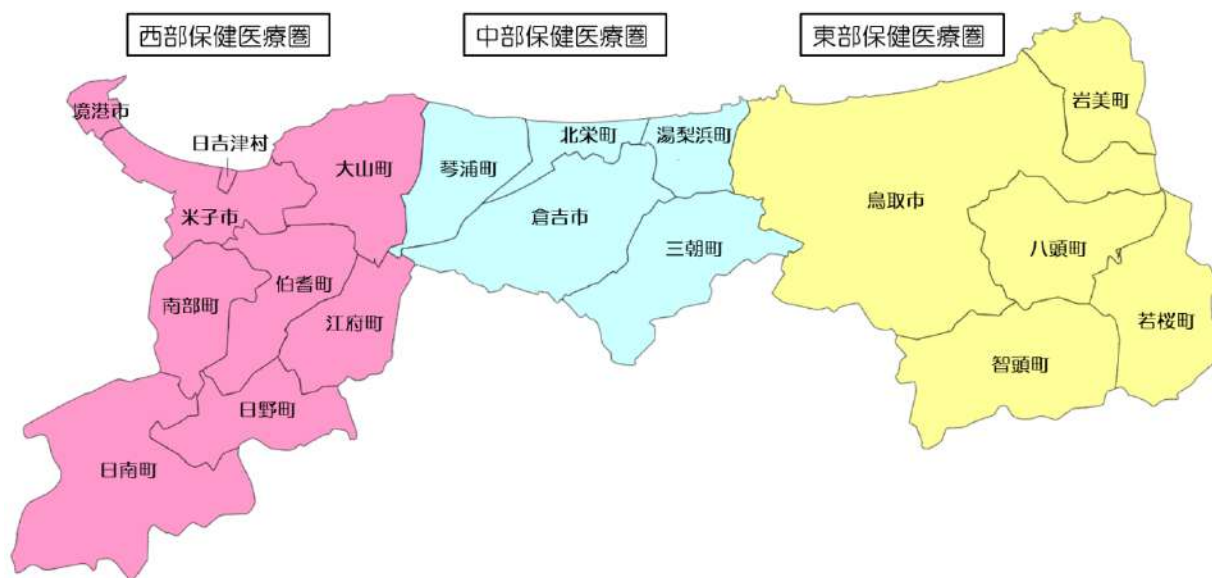 西部保健医療圏
中部保健医療圏
東部保健医療圏
境港市
日吉津村
大山町
米子市
伯耆町
南部町
江府町
日野町
日南町
琴浦町
北栄町
湯梨浜町
倉吉市
三朝町
岩美町
鳥取市
八頭町
若桜町
智頭町